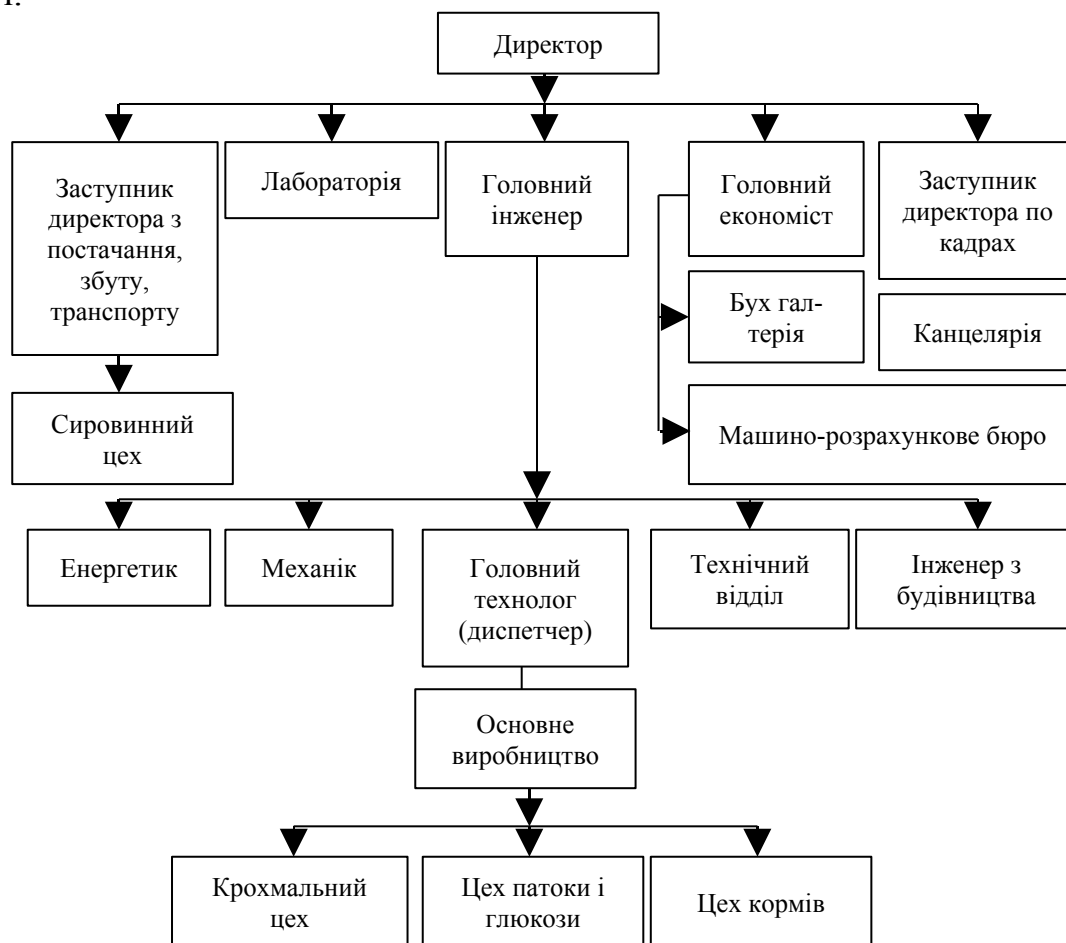 Директор
Заступник
директора з
постачання,
збуту,
транспорту
Лабораторія
Головний
інженер
Головний
економіст
Заступник
директора по
кадрах
Бух гал-
терія
Канцелярія
Сировинний
цех
Машино-розрахункове бюро
Енергетик
Механік
Головний
технолог
(диспетчер)
Технічний
відділ
Інженер з
будівництва
Основне
виробництво
Крохмальний
цех
Цех патоки і
глюкози
Цех кормів